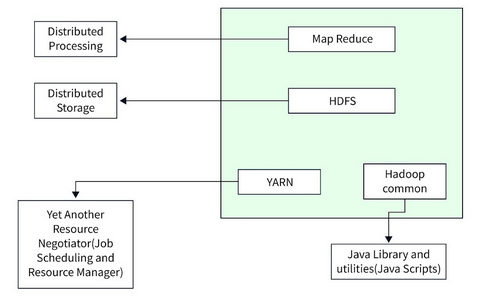 Distributed
Processing
Map Reduce
Distributed
Storage
HDFS
YARN
Hadoop
common
Yet Another
Resource
Negotiator(Job
Scheduling and
Resource Manager)
Java Library and
utilities(Java Scripts)